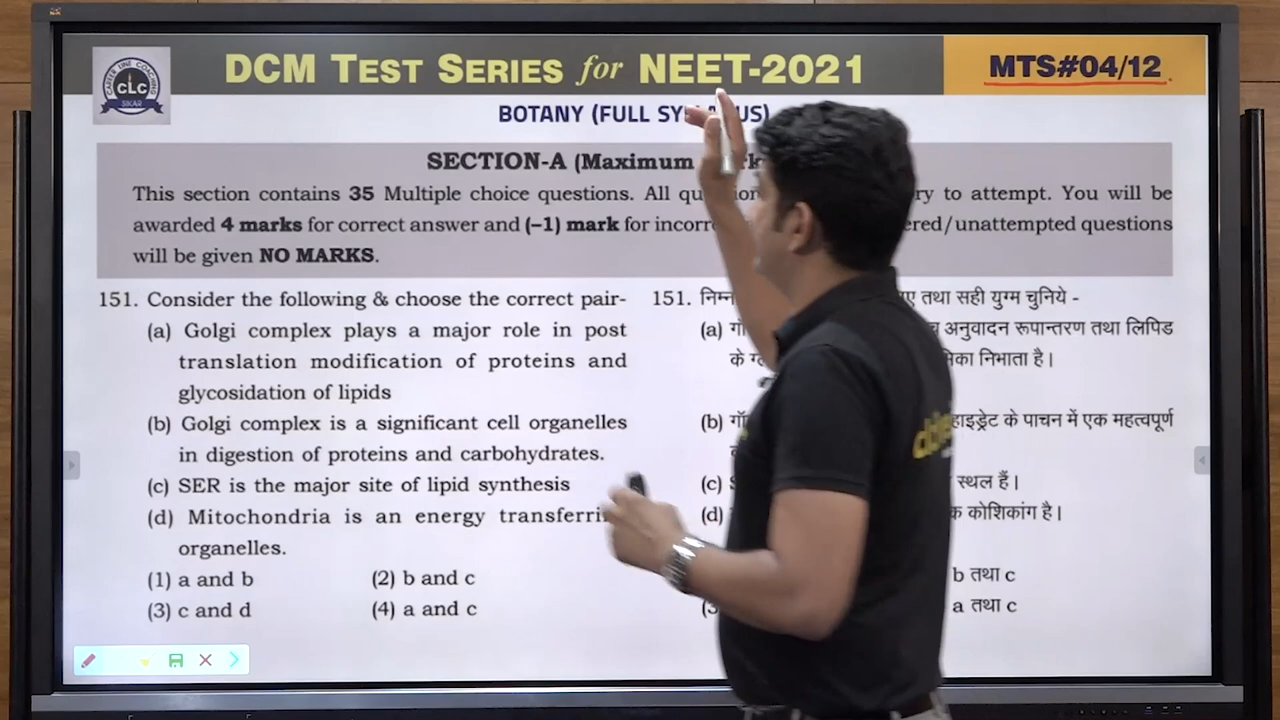 CAREER LINE COACHING
CLC
SIKAR
DCM TEST SERIES for NEET-2021
MTS#04/12
BOTANY (FULL SY US)
SECTION-A (Maximum
This section contains 35 Multiple choice questions. All ry to attempt. You will be
awarded 4 marks for correct answer and (–1) mark for ered/unattempted questions
will be given NO MARKS.
151. Consider the following & choose the correct pair-
(a) Golgi complex plays a major role in post
translation modification of proteins and
glycosidation of lipids
(b) Golgi complex is a significant cell organelles
in digestion of proteins and carbohydrates.
(c) SER is the major site of lipid synthesis
(d) Mitochondria is an energy transferri
organelles.
(1) a and b (2) b and c
(3) c and d (4) a and c
151. तथा सही युग्म चुनिये -
(a) अनुवादन रूपान्तरण तथा लिपिड
के निभाता है।
(b) के पाचन में एक महत्वपूर्ण
(c) स्थल हैं।
(d) कोशिकांग है।
b तथा c
a तथा c